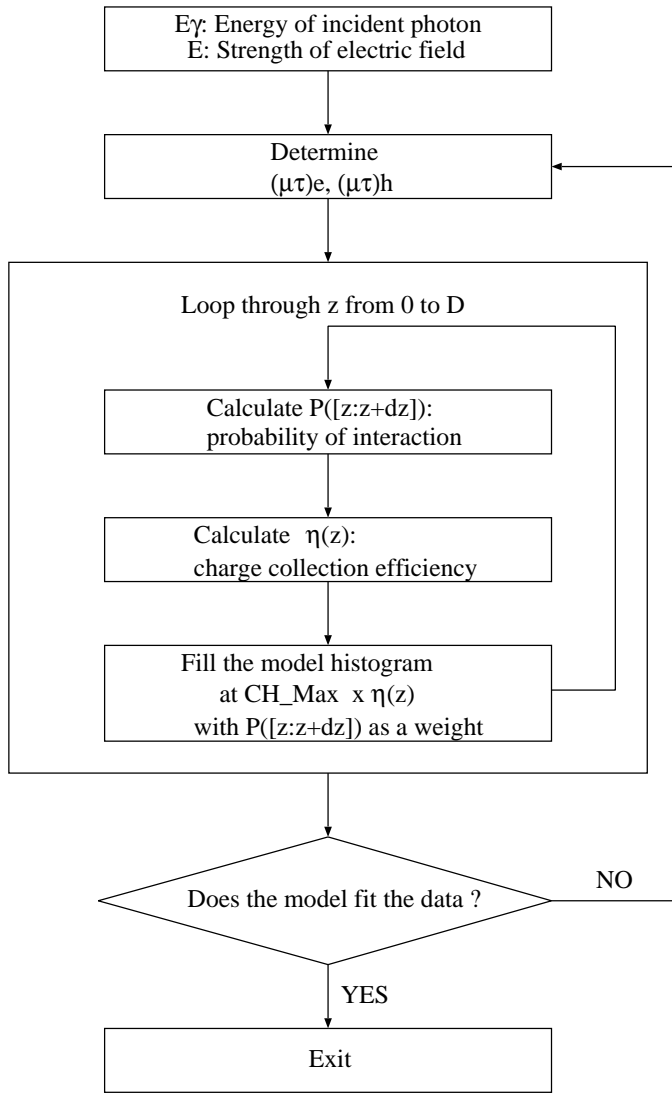 Eγ: Energy of incident photon
E: Strength of electric field
Determine
(μτ)e, (μτ)h
Loop through z from 0 to D
Calculate P([z:z+dz]):
probability of interaction
Calculate η(z):
charge collection efficiency
Fill the model histogram
at CH_Max x η(z)
with P([z:z+dz]) as a weight
Does the model fit the data ?
NO
YES
Exit